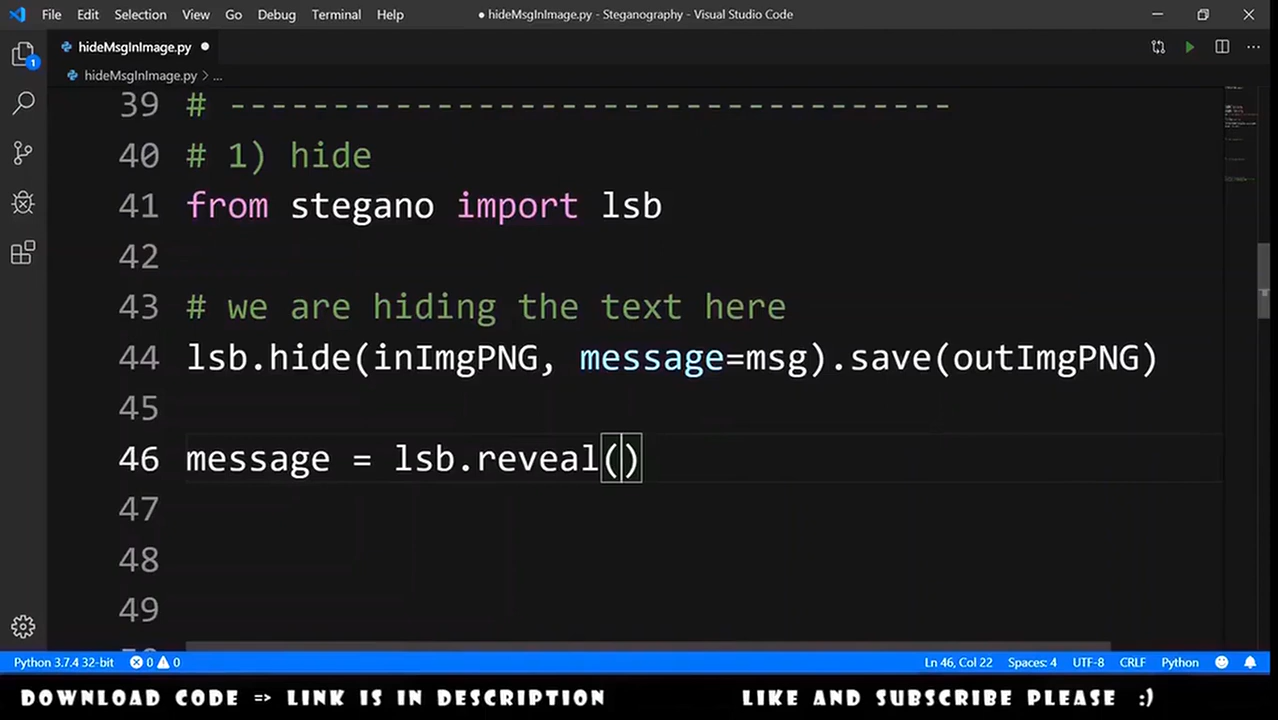 File Edit Selection View Go Debug Terminal Help ● hideMsgInImage.py - Steganography - Visual Studio Code
hideMsgInImage.py ●
hideMsgInImage.py > ...
39 # -----------------------------------
40 # 1) hide
41 from stegano import lsb
42
43 # we are hiding the text here
44 lsb.hide(inImgPNG, message=msg).save(outImgPNG)
45
46 message = lsb.reveal()
47
48
49
1
Python 3.7.4 32-bit 0 0 Ln 46, Col 22 Spaces: 4 UTF-8 CRLF Python
DOWNLOAD CODE => LINK IS IN DESCRIPTION LIKE AND SUBSCRIBE PLEASE :)